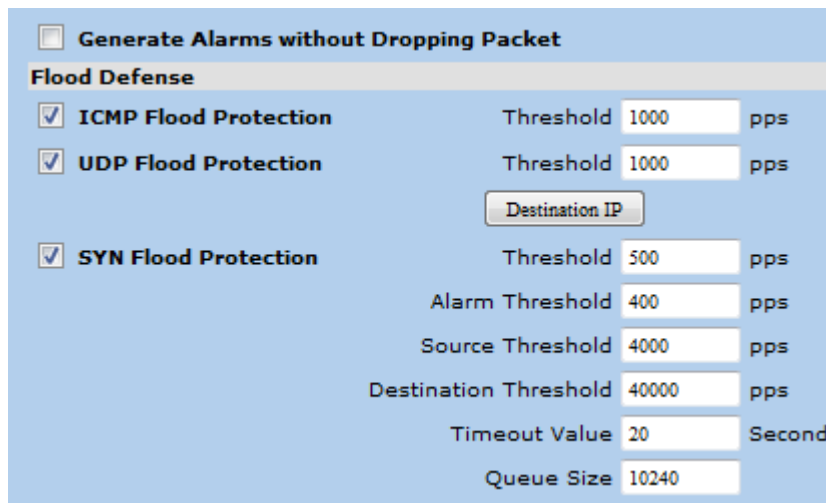 Generate Alarms without Dropping Packet
Flood Defense
ICMP Flood Protection Threshold 1000 pps
UDP Flood Protection Threshold 1000 pps
Destination IP
SYN Flood Protection Threshold 500 pps
Alarm Threshold 400 pps
Source Threshold 4000 pps
Destination Threshold 40000 pps
Timeout Value 20 Second
Queue Size 10240